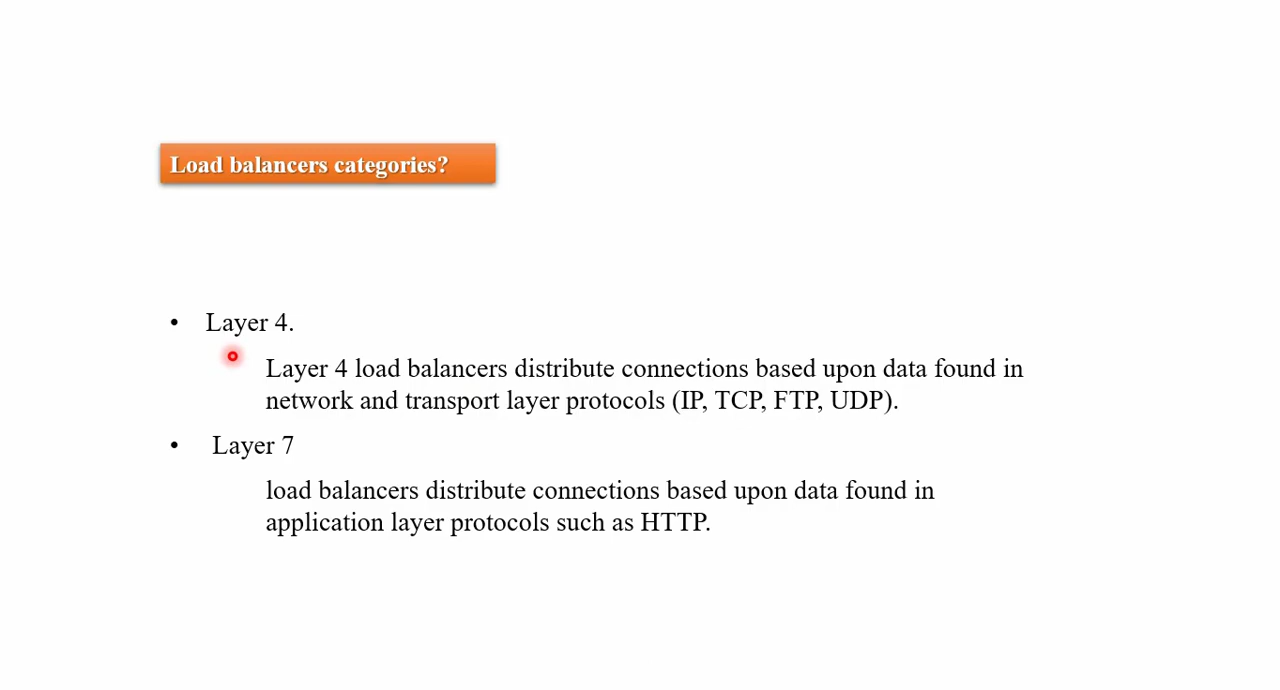 Load balancers categories?
• Layer 4.
Layer 4 load balancers distribute connections based upon data found in
network and transport layer protocols (IP, TCP, FTP, UDP).
• Layer 7
load balancers distribute connections based upon data found in
application layer protocols such as HTTP.